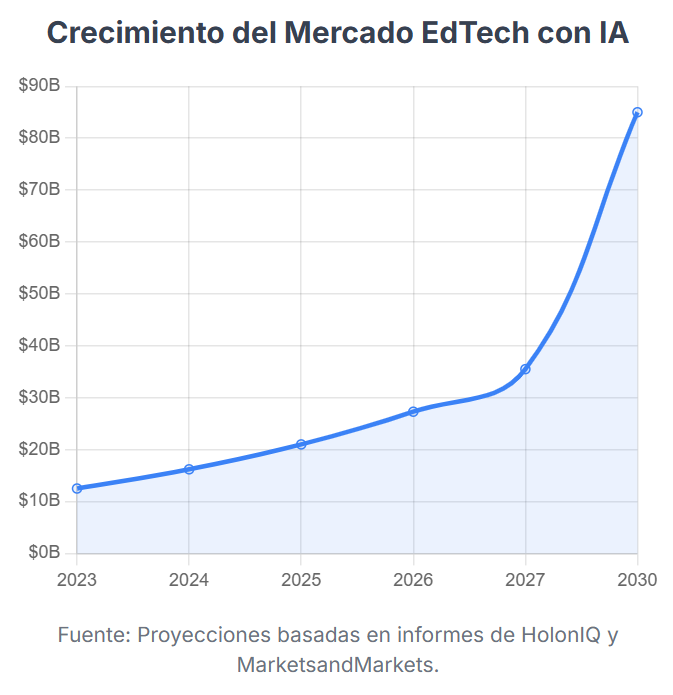 Crecimiento del Mercado EdTech con IA
$90B
$80B
$70B
$60B
$50B
$40B
$30B
$20B
$10B
$0B
2023 2024 2025 2026 2027 2030
Fuente: Proyecciones basadas en informes de HolonIQ y
MarketsandMarkets.